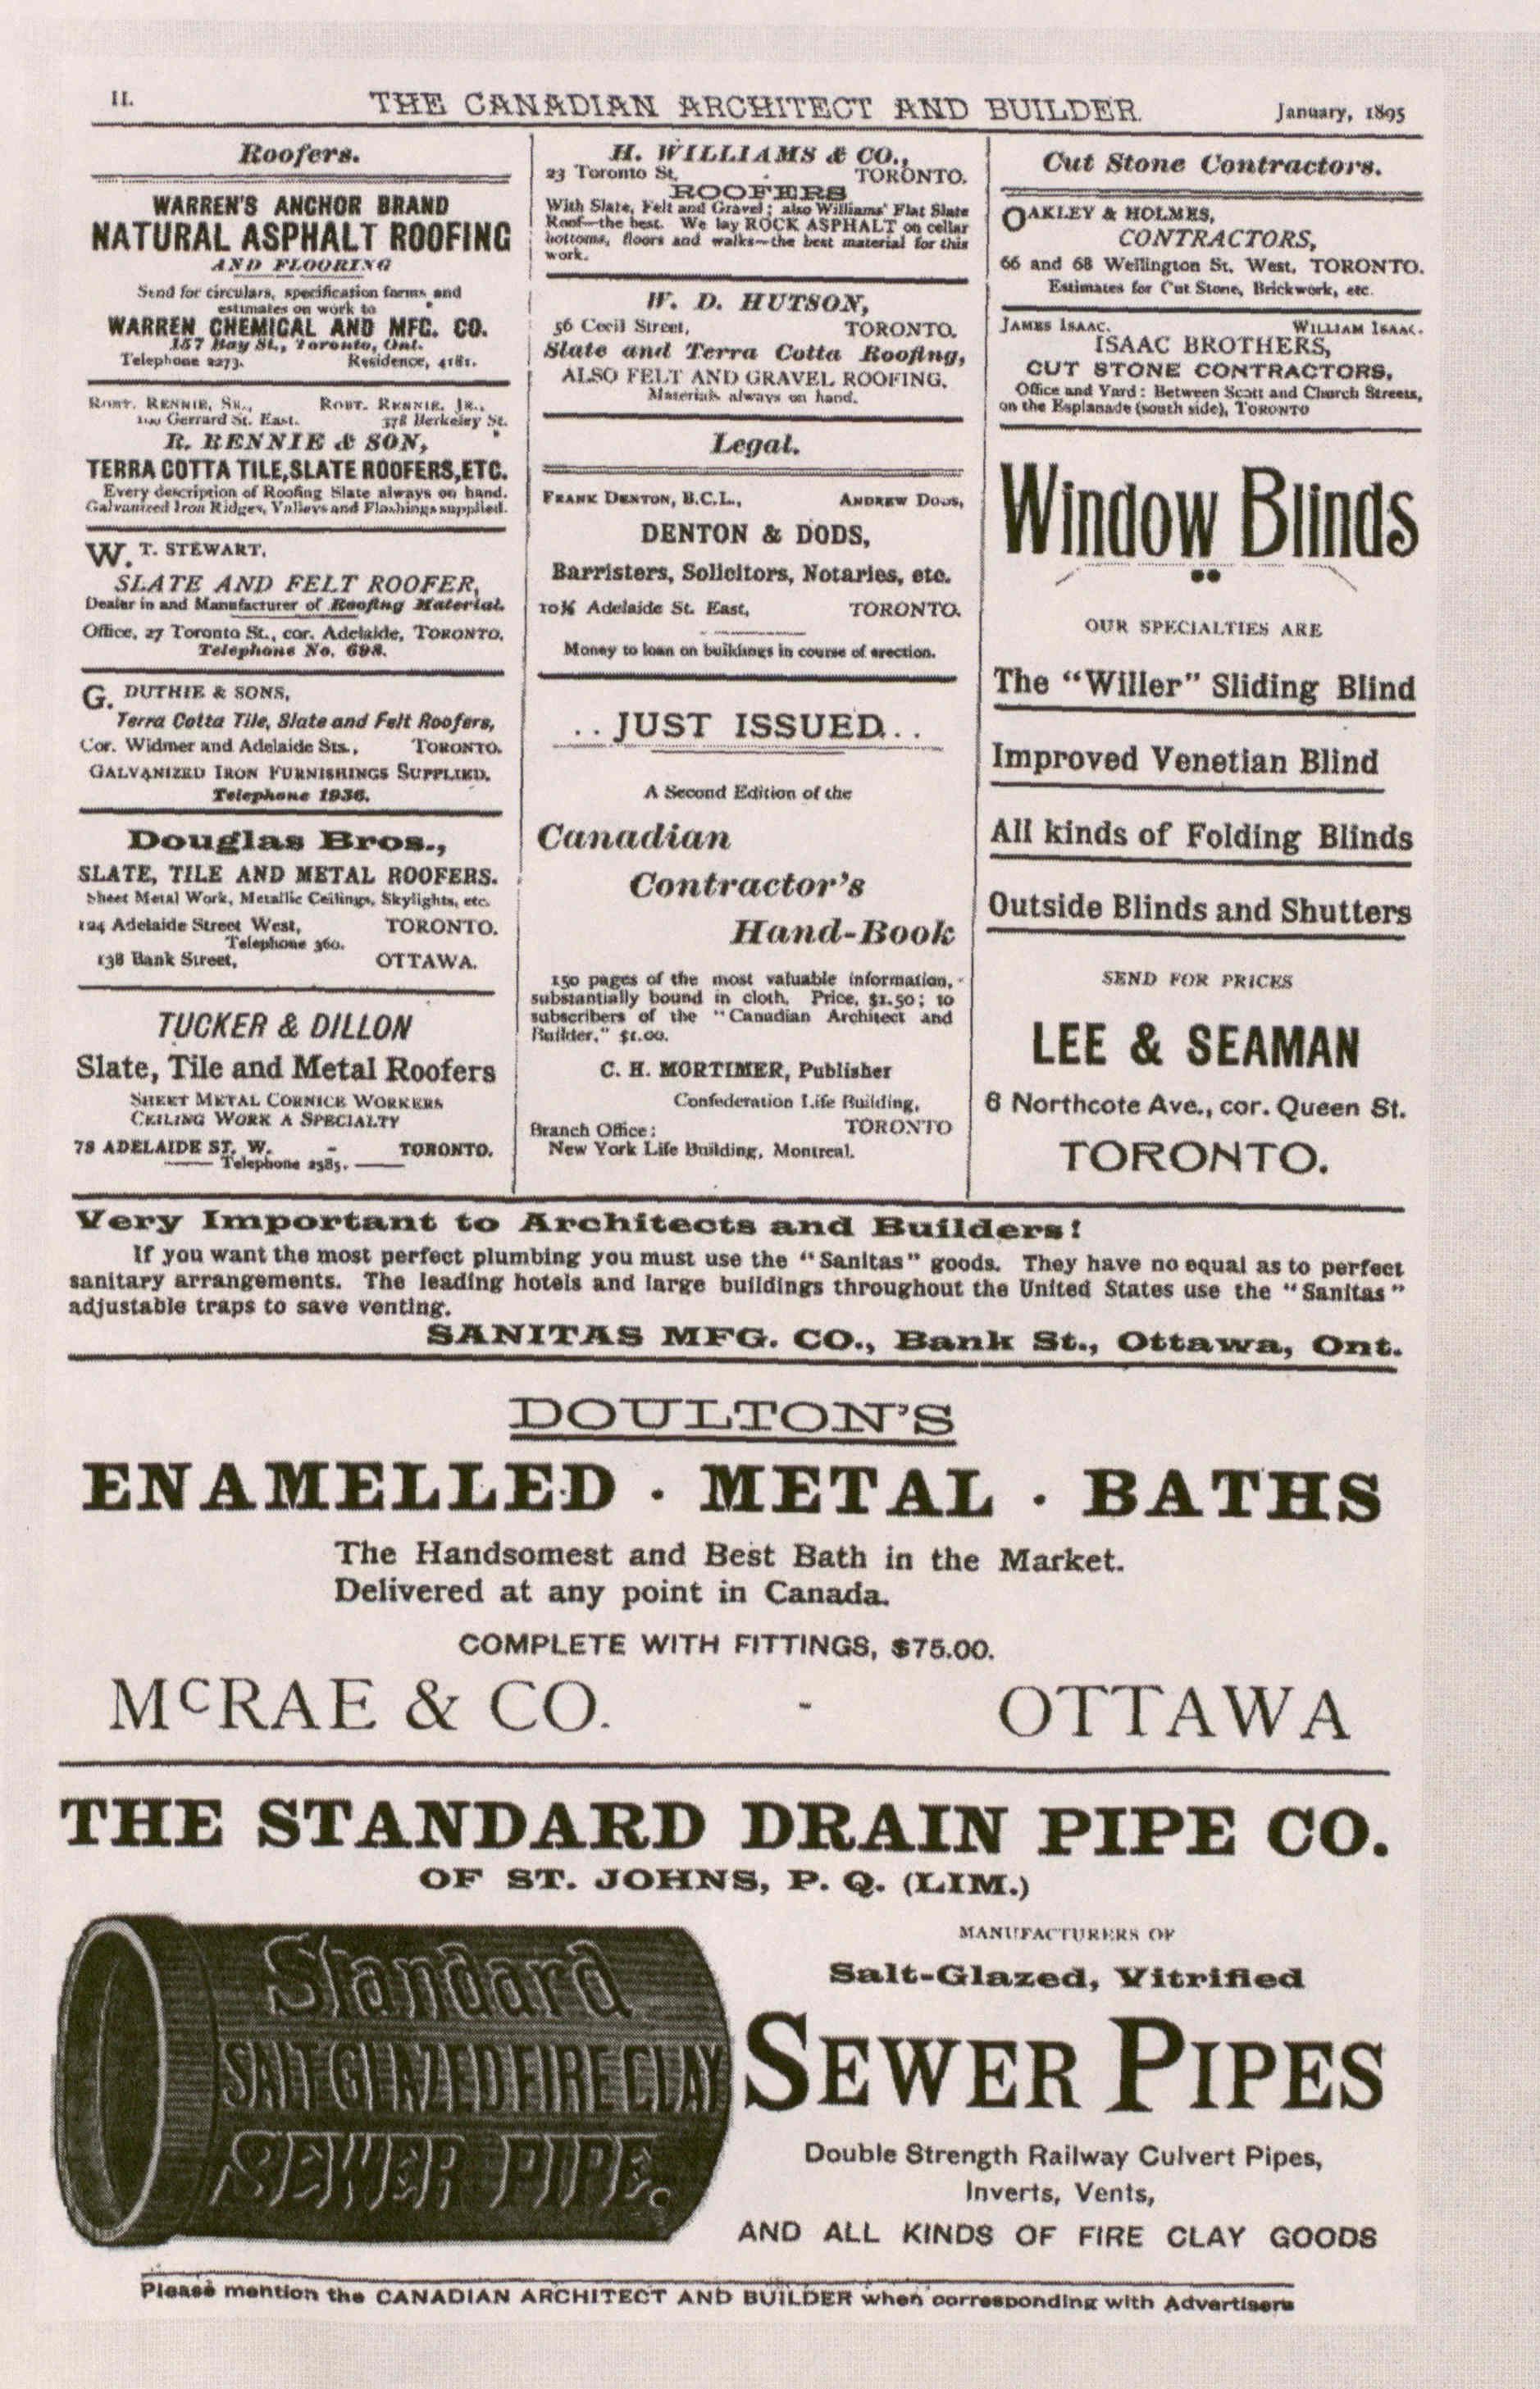 II.
THE CANADIAN ARCHITECT AND BUILDER
January, 1895
Roofers.
WARREN'S ANCHOR BRAND
NATURAL ASPHALT ROOFING
AND FLOORING
Send for circulars, specification forms and
estimates on work to
WARREN CHEMICAL AND MFG. CO.
157 Bay St., Toronto, Ont.
Telephone 2273. Residence, 4181.
ROBT. RENNIE, SR., ROBT. RENNIE, JR.,
Gerrard St. East. 378 Berkeley St.
R. RENNIE & SON,
TERRA COTTA TILE, SLATE ROOFERS, ETC.
Every description of Roofing Slate always on hand.
Galvanized Iron Ridges, Valleys and Flashings supplied.
W. T. STEWART,
SLATE AND FELT ROOFER,
Dealer in and Manufacturer of Roofing Material.
Office, 27 Toronto St., cor. Adelaide, TORONTO.
Telephone No. 698.
G. DUTHIE & SONS,
Terra Cotta Tile, Slate and Felt Roofers,
Cor. Widmer and Adelaide Sts., TORONTO.
GALVANIZED IRON FURNISHINGS SUPPLIED.
Telephone 1936.
Douglas Bros.,
SLATE, TILE AND METAL ROOFERS.
Sheet Metal Work, Metallic Ceilings, Skylights, etc.
124 Adelaide Street West, TORONTO.
Telephone 360.
138 Bank Street, OTTAWA.
TUCKER & DILLON
Slate, Tile and Metal Roofers
SHEET METAL CORNICE WORKERS
CEILING WORK A SPECIALTY
78 ADELAIDE ST. W. - TORONTO.
Telephone 2585.
H. WILLIAMS & CO.,
23 Toronto St. TORONTO.
ROOFERS
With Slate, Felt and Gravel; also Williams' Flat Slate
Roof—the best. We lay ROCK ASPHALT on cellar
bottoms, floors and walks—the best material for this
work.
W. D. HUTSON,
56 Cecil Street, TORONTO.
Slate and Terra Cotta Roofing,
ALSO FELT AND GRAVEL ROOFING.
Materials always on hand.
Legal.
FRANK DENTON, B.C.L., ANDREW DODS,
DENTON & DODS,
Barristers, Solicitors, Notaries, etc.
10½ Adelaide St. East, TORONTO.
Money to loan on buildings in course of erection.
.. JUST ISSUED..
A Second Edition of the
Canadian
Contractor's
Hand-Book
150 pages of the most valuable information,
substantially bound in cloth. Price, $1.50; to
subscribers of the "Canadian Architect and
Builder," $1.00.
C. H. MORTIMER, Publisher
Confederation Life Building,
Branch Office: TORONTO
New York Life Building, Montreal.
Cut Stone Contractors.
OAKLEY & HOLMES,
CONTRACTORS,
66 and 68 Wellington St. West, TORONTO.
Estimates for Cut Stone, Brickwork, etc.
JAMES ISAAC. WILLIAM ISAAC.
ISAAC BROTHERS,
CUT STONE CONTRACTORS,
Office and Yard: Between Scott and Church Streets,
on the Esplanade (south side), TORONTO
Window Blinds
OUR SPECIALTIES ARE
The "Willer" Sliding Blind
Improved Venetian Blind
All kinds of Folding Blinds
Outside Blinds and Shutters
SEND FOR PRICES
LEE & SEAMAN
6 Northcote Ave., cor. Queen St.
TORONTO.
Very Important to Architects and Builders!
If you want the most perfect plumbing you must use the "Sanitas" goods. They have no equal as to perfect
sanitary arrangements. The leading hotels and large buildings throughout the United States use the "Sanitas"
adjustable traps to save venting.
SANITAS MFG. CO., Bank St., Ottawa, Ont.
DOULTON'S
ENAMELLED · METAL · BATHS
The Handsomest and Best Bath in the Market.
Delivered at any point in Canada.
COMPLETE WITH FITTINGS, $75.00.
McRAE & CO. - OTTAWA
THE STANDARD DRAIN PIPE CO.
OF ST. JOHNS, P. Q. (LIM.)
Standard
SALT GLAZED FIRE CLAY
SEWER PIPE.
MANUFACTURERS OF
Salt-Glazed, Vitrified
SEWER PIPES
Double Strength Railway Culvert Pipes,
Inverts, Vents,
AND ALL KINDS OF FIRE CLAY GOODS
Please mention the CANADIAN ARCHITECT AND BUILDER when corresponding with Advertisers